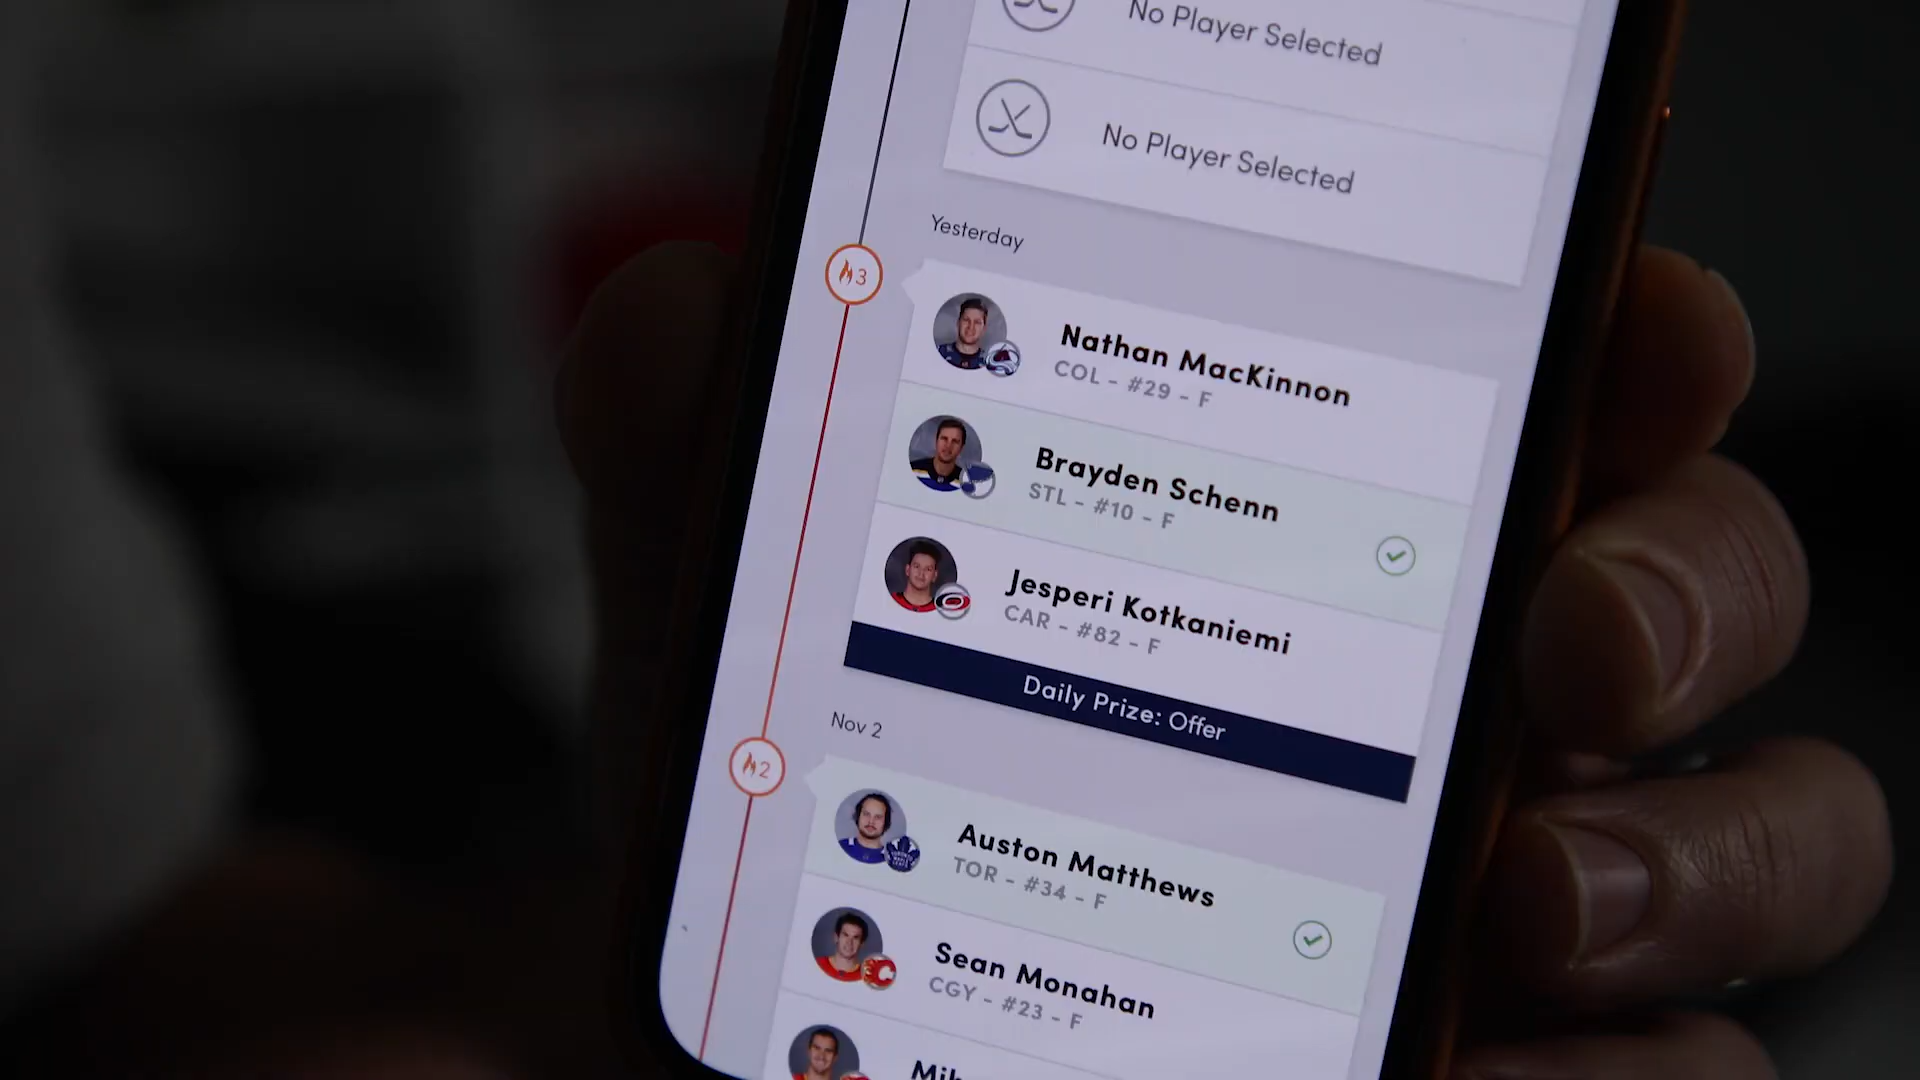 No Player Selected
No Player Selected
Yesterday
3
Nathan MacKinnon
COL - #29 - F
Brayden Schenn
STL - #10 - F
Jesperi Kotkaniemi
CAR - #82 - F
Daily Prize: Offer
Nov 2
2
Auston Matthews
TOR - #34 - F
Sean Monahan
CGY - #23 - F